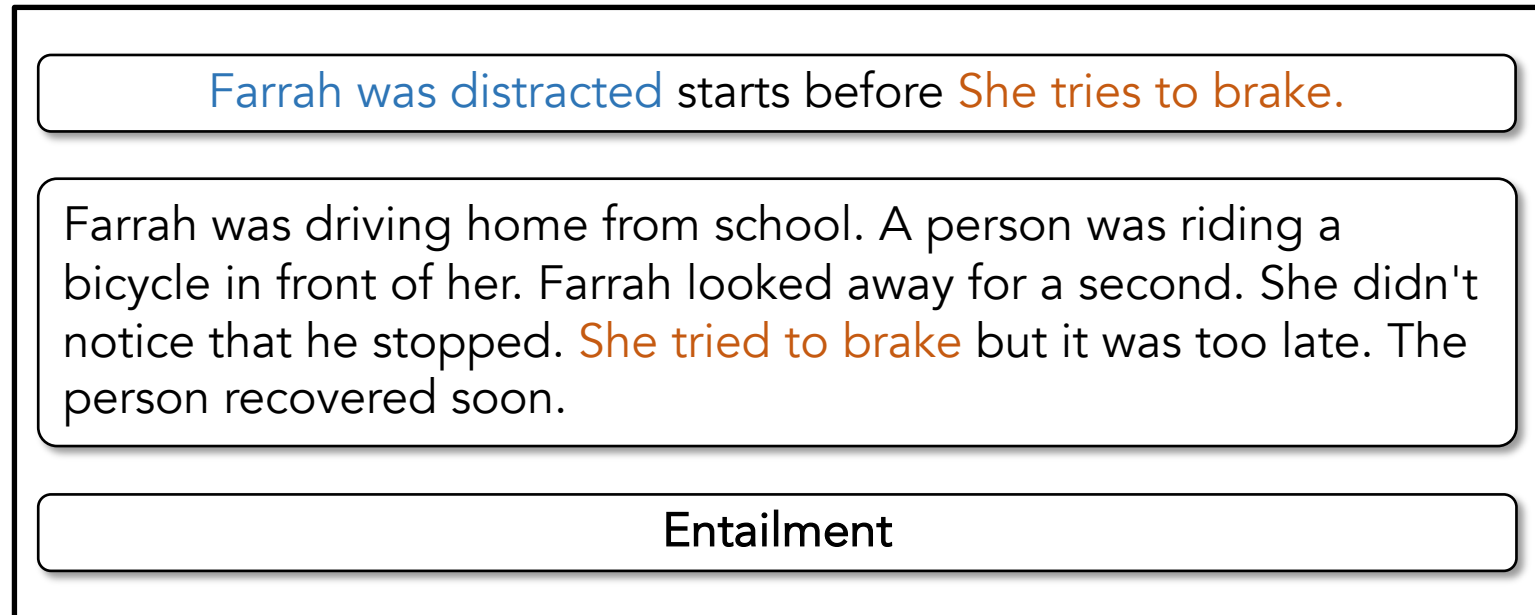 Farrah was distracted starts before She tries to brake.
Farrah was driving home from school. A person was riding a
bicycle in front of her. Farrah looked away for a second. She didn't
notice that he stopped. She tried to brake but it was too late. The
person recovered soon.
Entailment